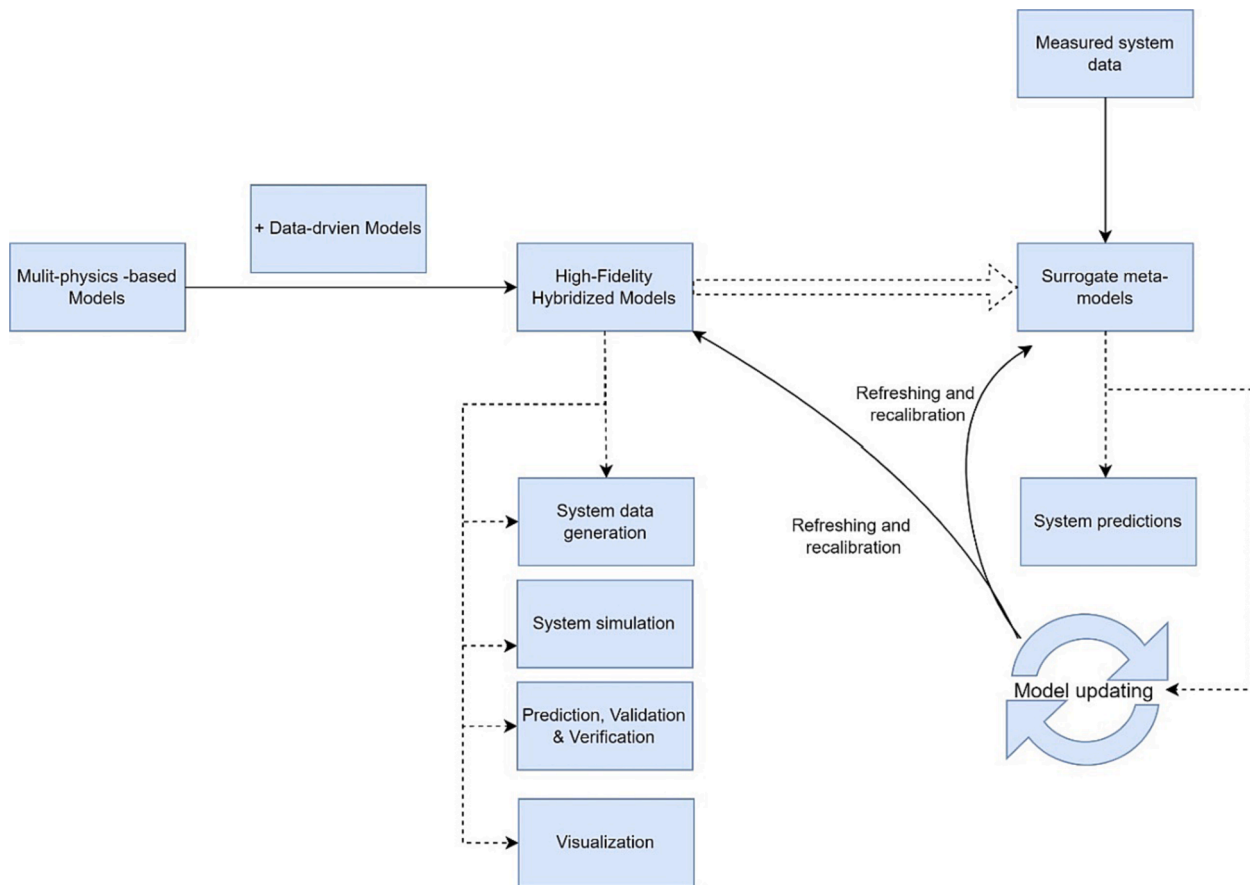 Measured system
data
+ Data-drvien Models
Mulit-physics -based
Models
High-Fidelity
Hybridized Models
Surrogate meta-
models
Refreshing and
recalibration
System data
generation
System predictions
Refreshing and
recalibration
System simulation
Model updating
Prediction, Validation
& Verification
Visualization